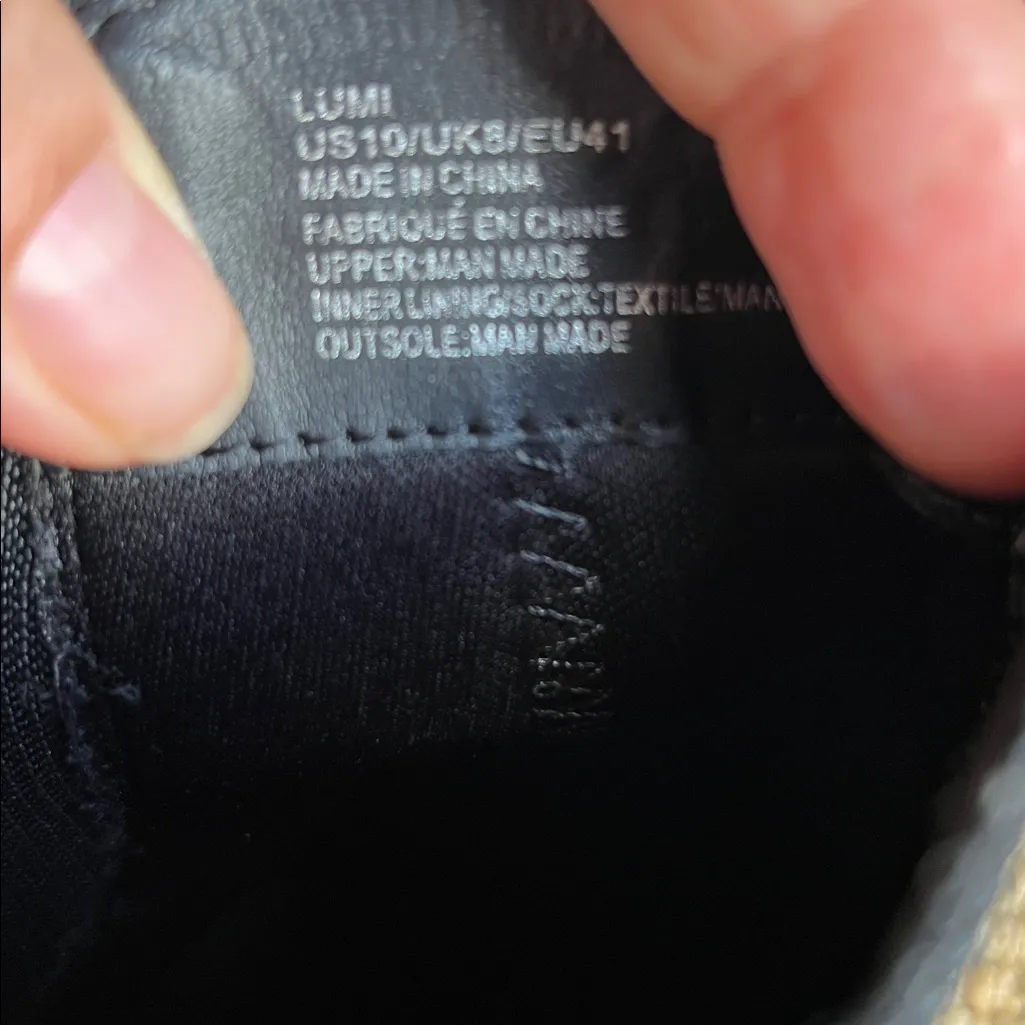 LUMI
US10/UK8/EU41
MADE IN CHINA
FABRIQUÉ EN CHINE
UPPER:MAN MADE
INNER LINING/SOCK:TEXTILE/MAN
OUTSOLE:MAN MADE